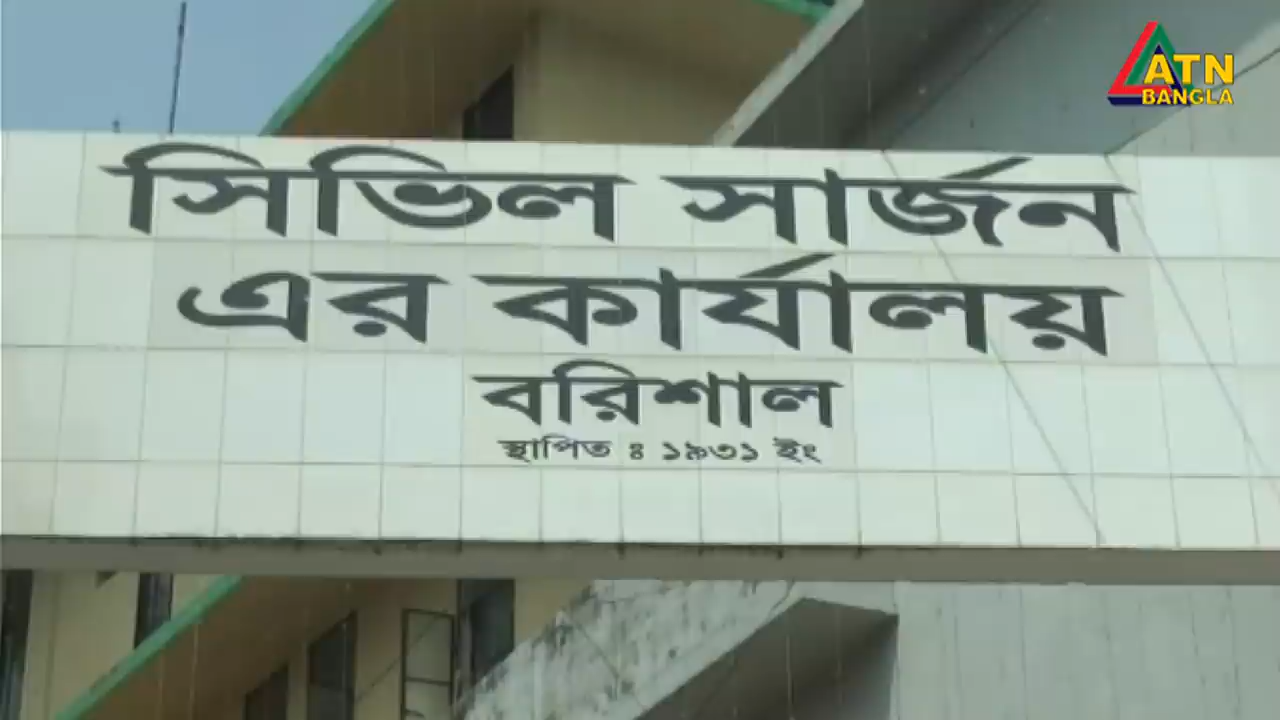 ATN
BANGLA
সিভিল সার্জন
এর কার্যালয়
বরিশাল
স্থাপিত ঃ ১৯৩১ ইং